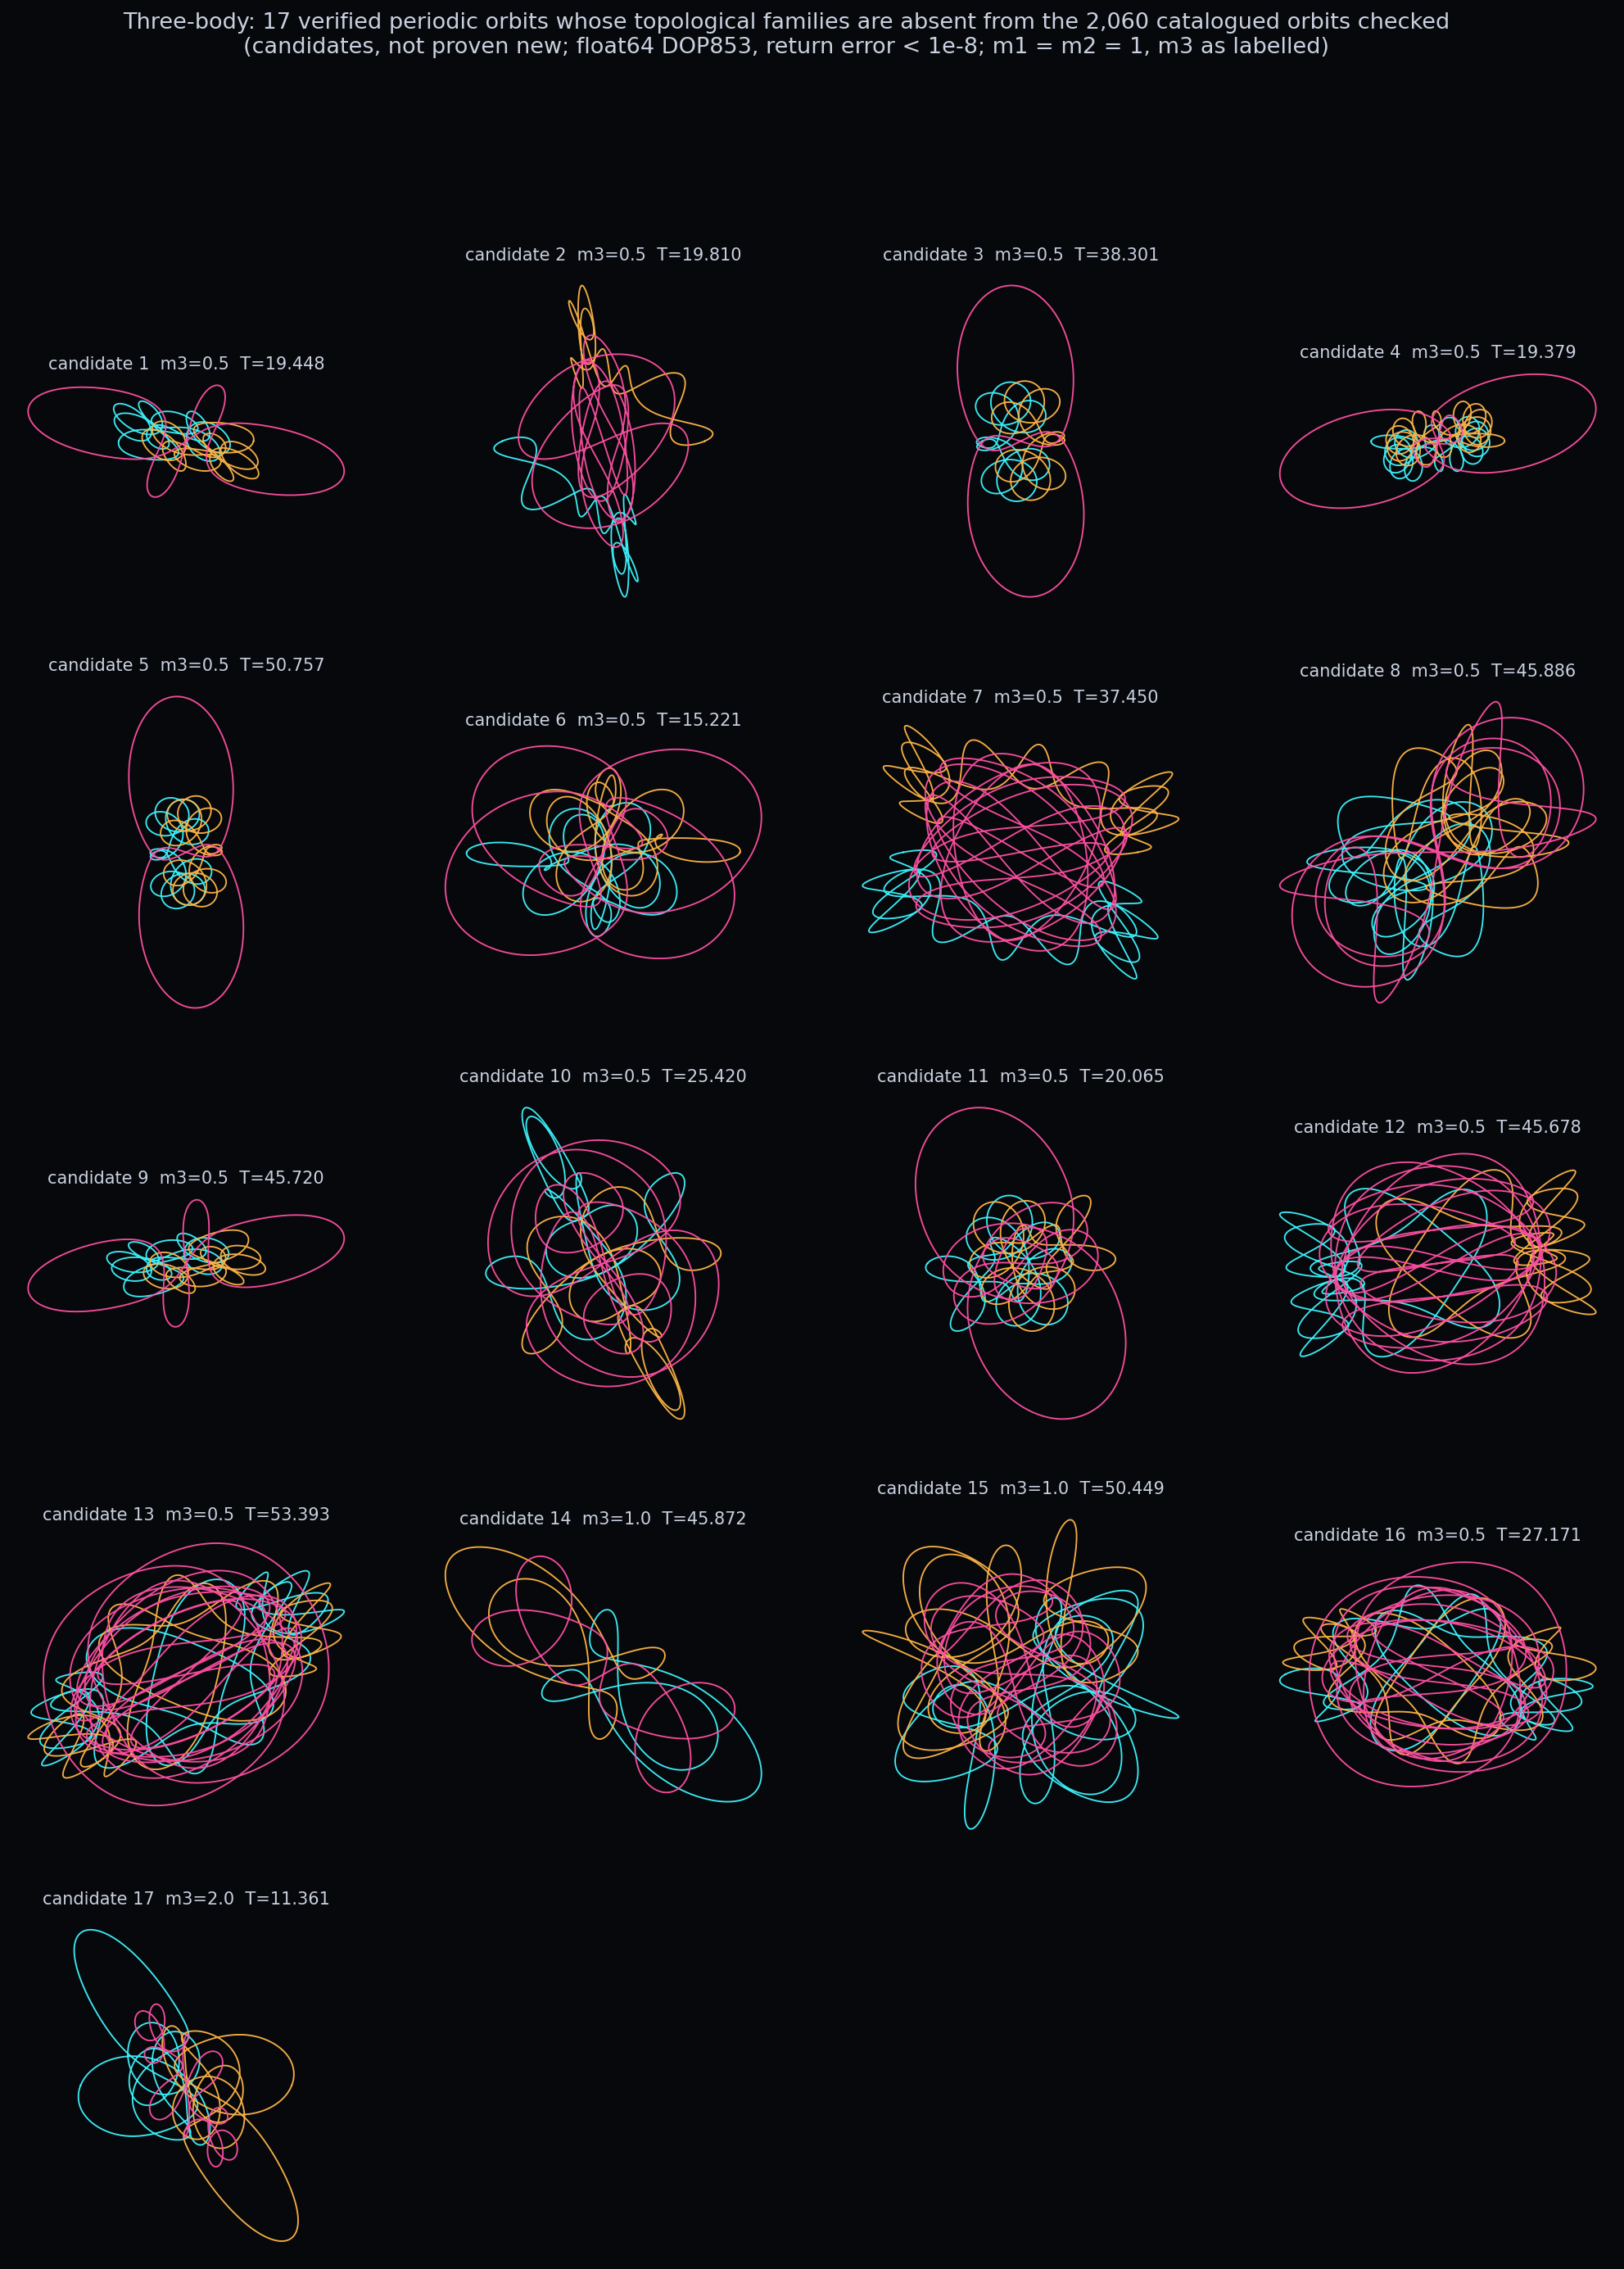 Three-body: 17 verified periodic orbits whose topological families are absent from the 2,060 catalogued orbits checked
(candidates, not proven new; float64 DOP853, return error < 1e-8; m1 = m2 = 1, m3 as labelled)
candidate 1  m3=0.5  T=19.448
candidate 2  m3=0.5  T=19.810
candidate 3  m3=0.5  T=38.301
candidate 4  m3=0.5  T=19.379
candidate 5  m3=0.5  T=50.757
candidate 6  m3=0.5  T=15.221
candidate 7  m3=0.5  T=37.450
candidate 8  m3=0.5  T=45.886
candidate 9  m3=0.5  T=45.720
candidate 10  m3=0.5  T=25.420
candidate 11  m3=0.5  T=20.065
candidate 12  m3=0.5  T=45.678
candidate 13  m3=0.5  T=53.393
candidate 14  m3=1.0  T=45.872
candidate 15  m3=1.0  T=50.449
candidate 16  m3=0.5  T=27.171
candidate 17  m3=2.0  T=11.361